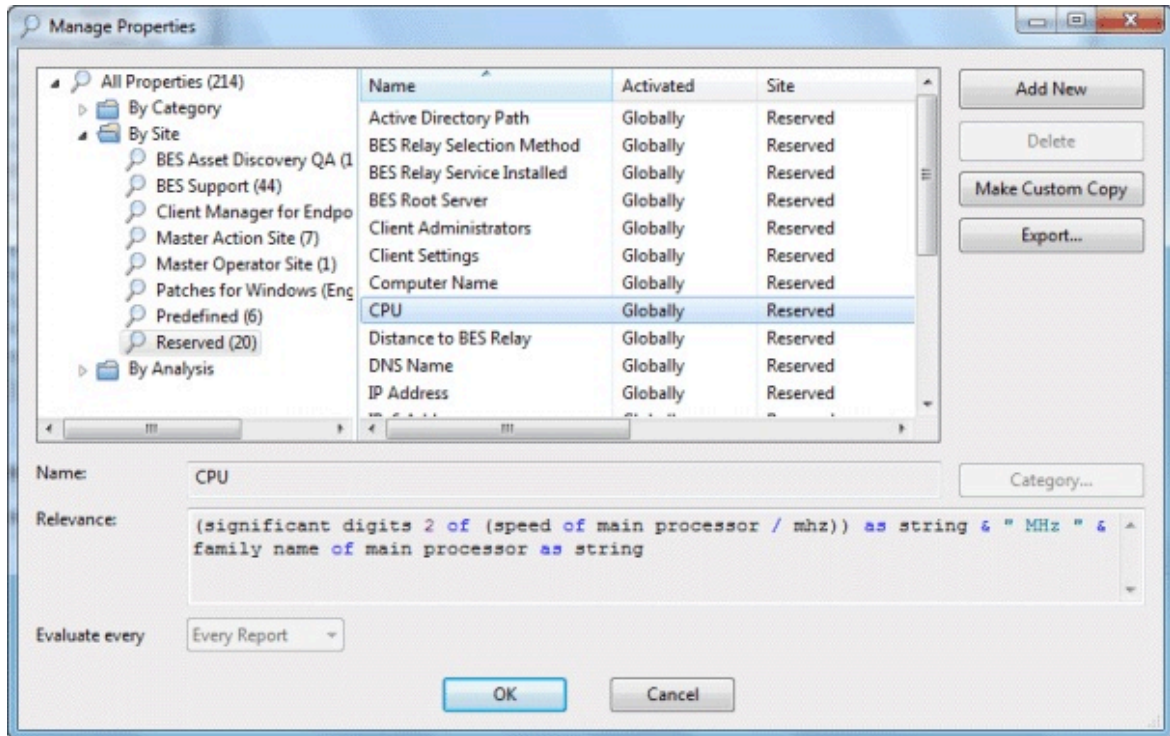 Manage Properties
All Properties (214)
By Category
By Site
BES Asset Discovery QA (1
BES Support (44)
Client Manager for Endpo
Master Action Site (7)
Master Operator Site (1)
Patches for Windows (Eng
Predefined (6)
Reserved (20)
By Analysis
Name Activated Site
Active Directory Path Globally Reserved
BES Relay Selection Method Globally Reserved
BES Relay Service Installed Globally Reserved
BES Root Server Globally Reserved
Client Administrators Globally Reserved
Client Settings Globally Reserved
Computer Name Globally Reserved
CPU Globally Reserved
Distance to BES Relay Globally Reserved
DNS Name Globally Reserved
IP Address Globally Reserved
Add New
Delete
Make Custom Copy
Export...
Name: CPU
Category...
Relevance: (significant digits 2 of (speed of main processor / mhz)) as string & " MHz " &
family name of main processor as string
Evaluate every Every Report
OK Cancel